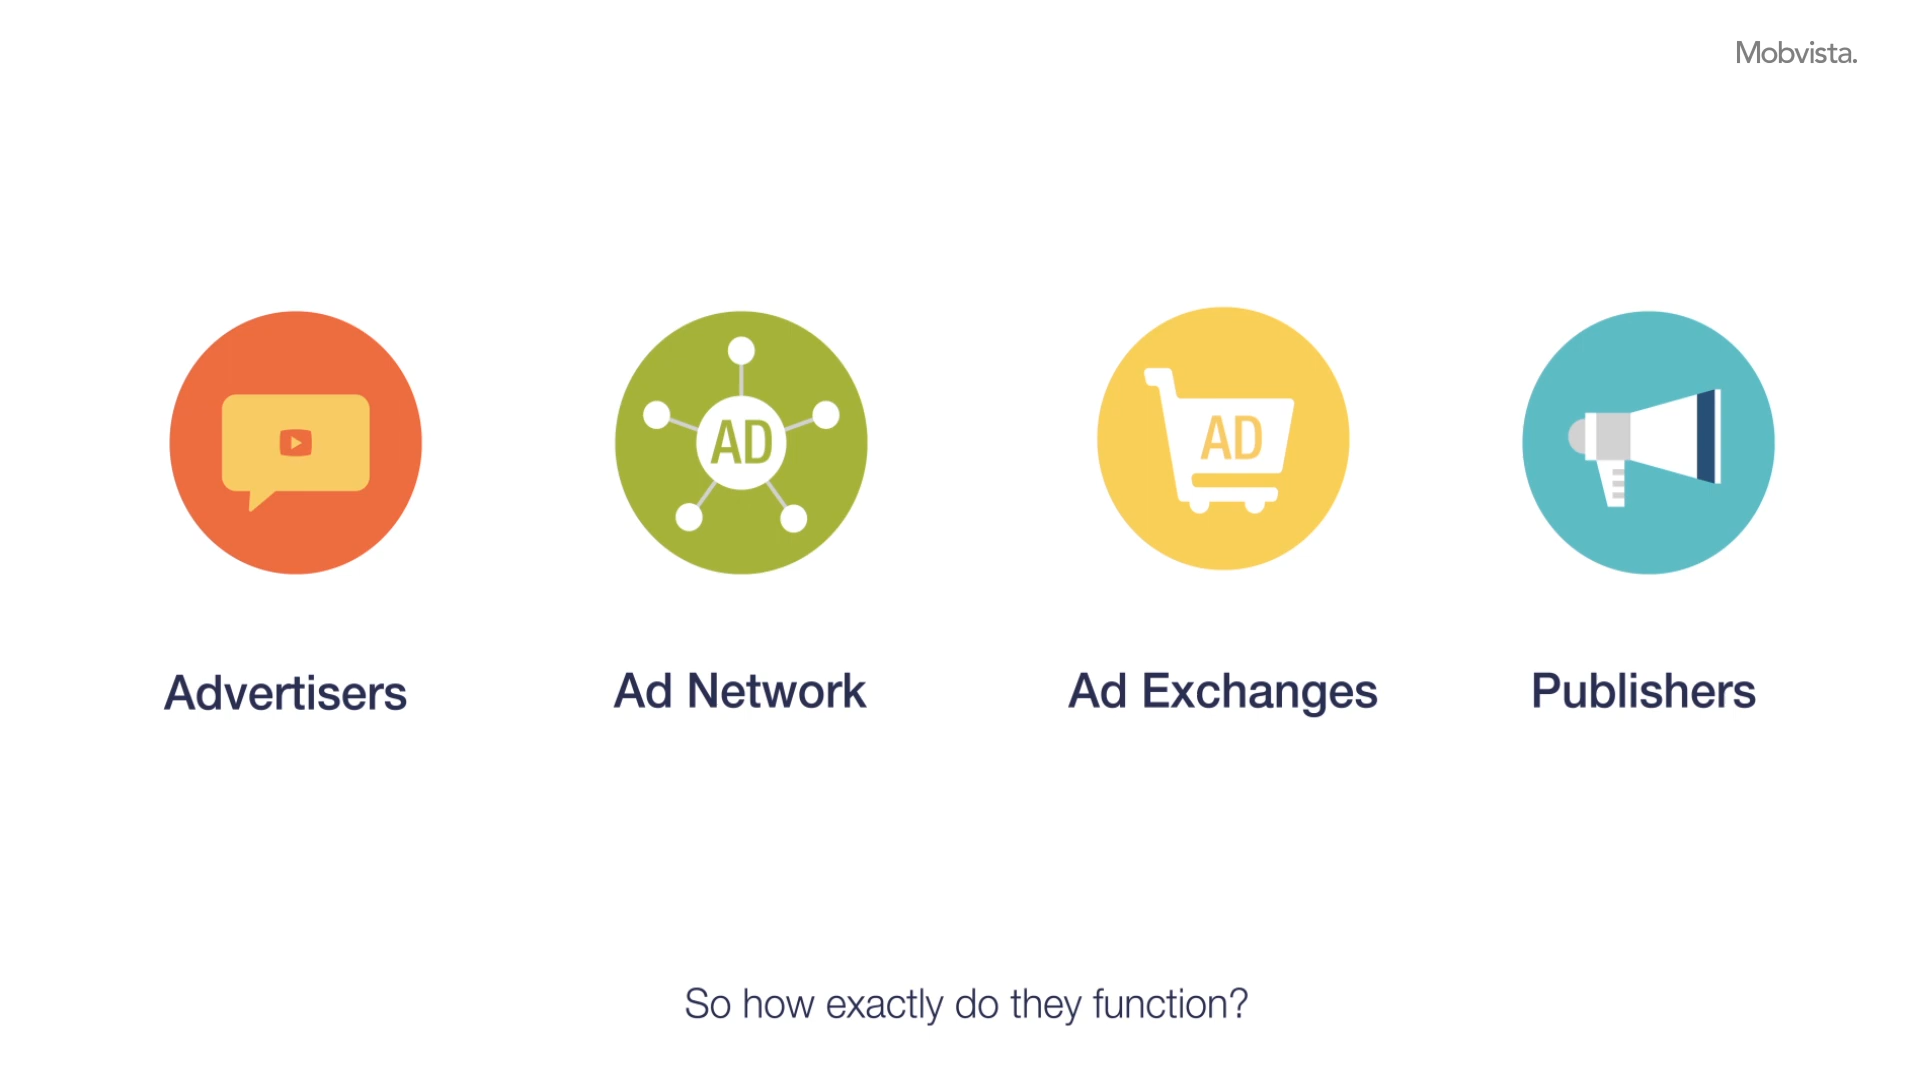 Mobvista.
AD
AD
Advertisers
Ad Network
Ad Exchanges
Publishers
So how exactly do they function?